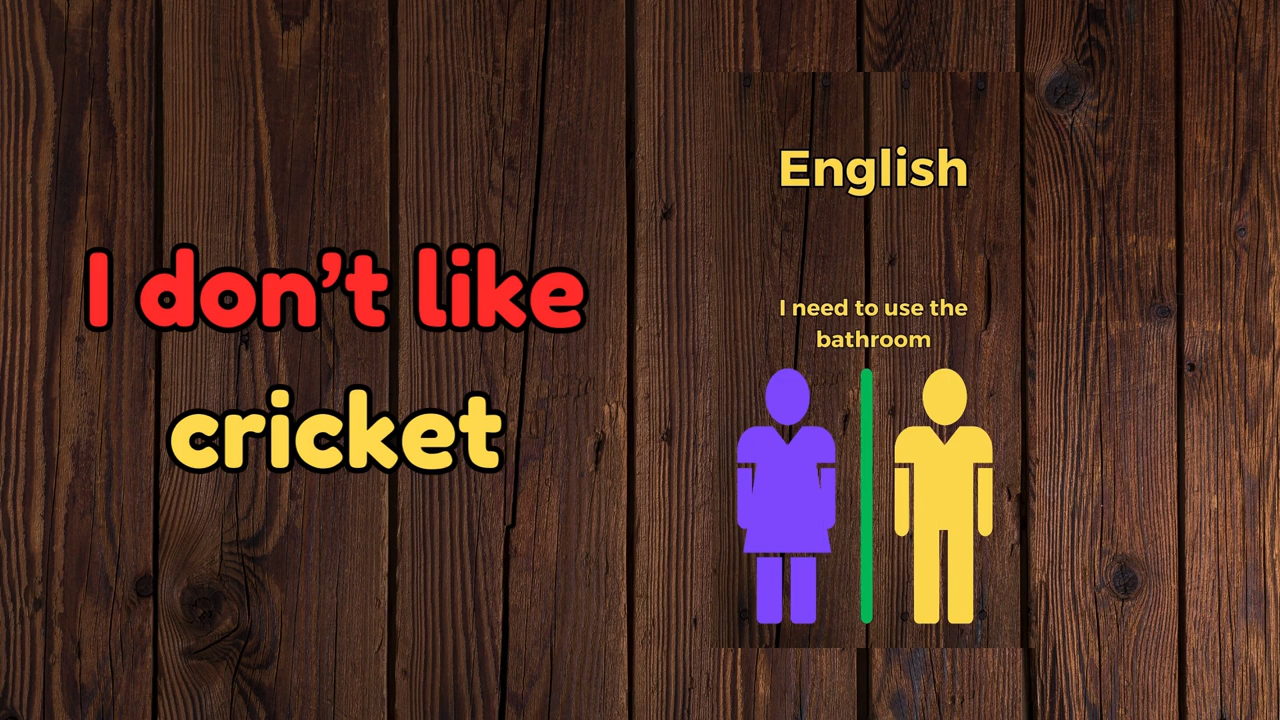 I don’t like
cricket
English
I need to use the
bathroom